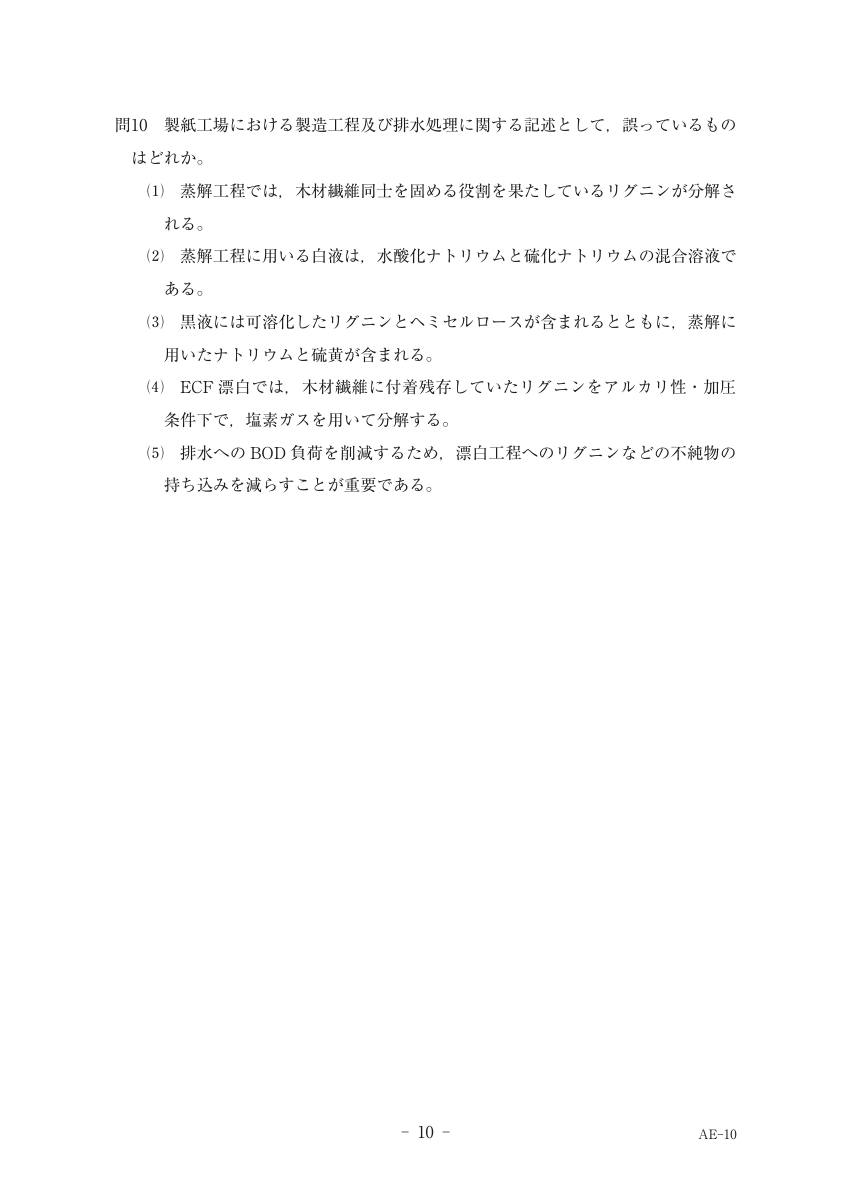 問10　製紙工場における製造工程及び排水処理に関する記述として，誤っているもの
はどれか。
⑴　蒸解工程では，木材繊維同士を固める役割を果たしているリグニンが分解さ
れる。
⑵　蒸解工程に用いる白液は，水酸化ナトリウムと硫化ナトリウムの混合溶液で
ある。
⑶　黒液には可溶化したリグニンとヘミセルロースが含まれるとともに，蒸解に
用いたナトリウムと硫黄が含まれる。
⑷　ECF 漂白では，木材繊維に付着残存していたリグニンをアルカリ性・加圧
条件下で，塩素ガスを用いて分解する。
⑸　排水への BOD 負荷を削減するため，漂白工程へのリグニンなどの不純物の
持ち込みを減らすことが重要である。
－ 10 －
AE−10